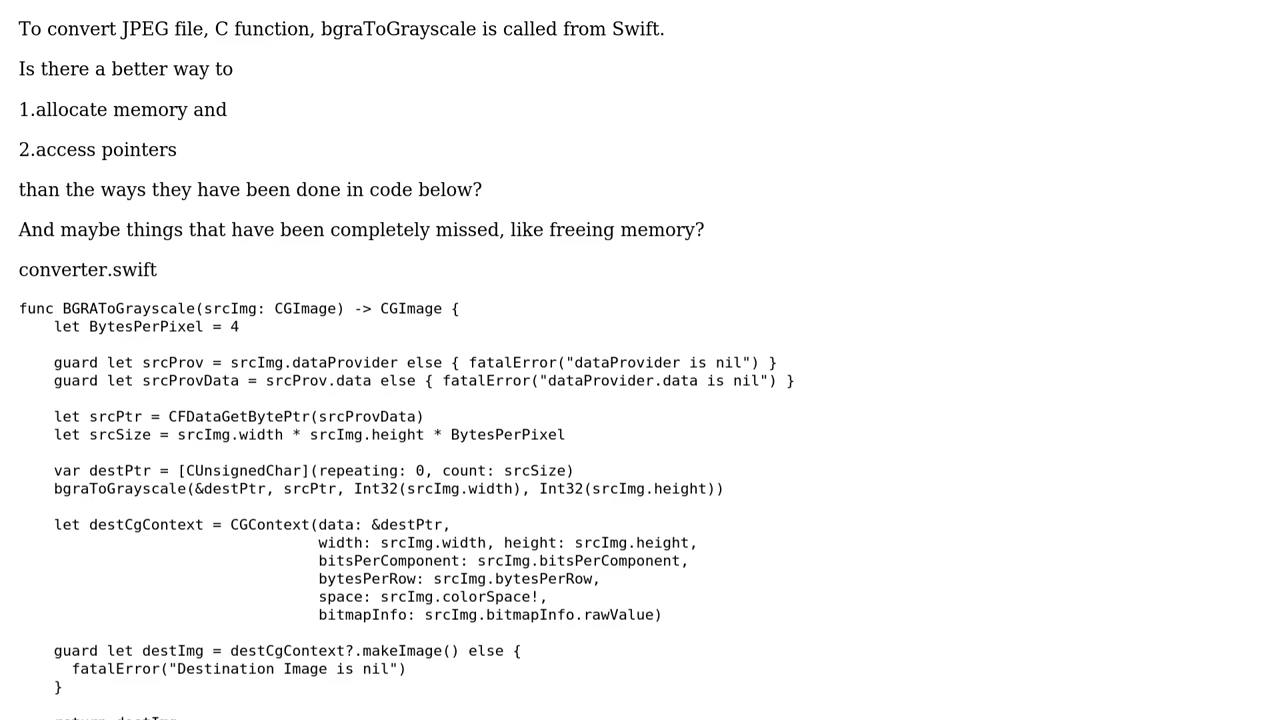 To convert JPEG file, C function, bgraToGrayscale is called from Swift.
Is there a better way to
1.allocate memory and
2.access pointers
than the ways they have been done in code below?
And maybe things that have been completely missed, like freeing memory?
converter.swift
func BGRAToGrayscale(srcImg: CGImage) -> CGImage {
    let BytesPerPixel = 4
    guard let srcProv = srcImg.dataProvider else { fatalError("dataProvider is nil") }
    guard let srcProvData = srcProv.data else { fatalError("dataProvider.data is nil") }
    let srcPtr = CFDataGetBytePtr(srcProvData)
    let srcSize = srcImg.width * srcImg.height * BytesPerPixel
    var destPtr = [CUnsignedChar](repeating: 0, count: srcSize)
    bgraToGrayscale(&destPtr, srcPtr, Int32(srcImg.width), Int32(srcImg.height))
    let destCgContext = CGContext(data: &destPtr,
                                  width: srcImg.width, height: srcImg.height,
                                  bitsPerComponent: srcImg.bitsPerComponent,
                                  bytesPerRow: srcImg.bytesPerRow,
                                  space: srcImg.colorSpace!,
                                  bitmapInfo: srcImg.bitmapInfo.rawValue)
    guard let destImg = destCgContext?.makeImage() else {
      fatalError("Destination Image is nil")
    }